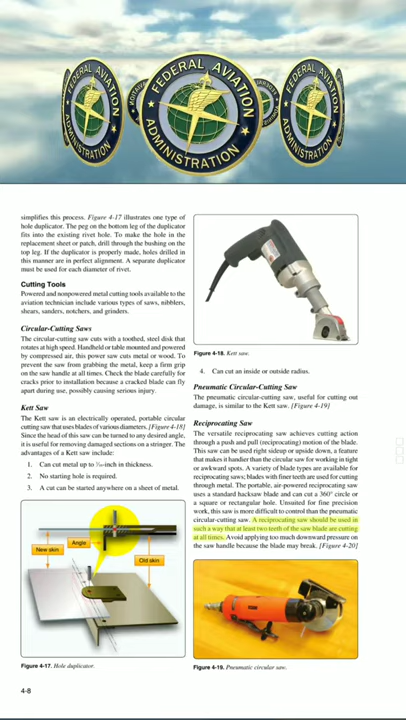 FEDERAL AVIATION
ADMINISTRATION
FEDERAL AVIATION
ADMINISTRATION
FEDERAL AVIATION
ADMINISTRATION
simplifies this process. Figure 4-17 illustrates one type of
hole duplicator. The peg on the bottom leg of the duplicator
fits into the existing rivet hole. To make the hole in the
replacement sheet or patch, drill through the bushing on the
top leg. If the duplicator is properly made, holes drilled in
this manner are in perfect alignment. A separate duplicator
must be used for each diameter of rivet.
Cutting Tools
Powered and nonpowered metal cutting tools available to the
aviation technician include various types of saws, nibblers,
shears, sanders, notchers, and grinders.
Circular-Cutting Saws
The circular-cutting saw cuts with a toothed, steel disk that
rotates at high speed. Handheld or table mounted and powered
by compressed air, this power saw cuts metal or wood. To
prevent the saw from grabbing the metal, keep a firm grip
on the saw handle at all times. Check the blade carefully for
cracks prior to installation because a cracked blade can fly
apart during use, possibly causing serious injury.
Kett Saw
The Kett saw is an electrically operated, portable circular
cutting saw that uses blades of various diameters. [Figure 4-18]
Since the head of this saw can be turned to any desired angle,
it is useful for removing damaged sections on a stringer. The
advantages of a Kett saw include:
1. Can cut metal up to 3⁄16-inch in thickness.
2. No starting hole is required.
3. A cut can be started anywhere on a sheet of metal.
New skin
Angle
Old skin
Figure 4-17. Hole duplicator.
4-8
Figure 4-18. Kett saw.
4. Can cut an inside or outside radius.
Pneumatic Circular-Cutting Saw
The pneumatic circular-cutting saw, useful for cutting out
damage, is similar to the Kett saw. [Figure 4-19]
Reciprocating Saw
The versatile reciprocating saw achieves cutting action
through a push and pull (reciprocating) motion of the blade.
This saw can be used right sideup or upside down, a feature
that makes it handier than the circular saw for working in tight
or awkward spots. A variety of blade types are available for
reciprocating saws; blades with finer teeth are used for cutting
through metal. The portable, air-powered reciprocating saw
uses a standard hacksaw blade and can cut a 360° circle or
a square or rectangular hole. Unsuited for fine precision
work, this saw is more difficult to control than the pneumatic
circular-cutting saw. A reciprocating saw should be used in
such a way that at least two teeth of the saw blade are cutting
at all times. Avoid applying too much downward pressure on
the saw handle because the blade may break. [Figure 4-20]
Figure 4-19. Pneumatic circular saw.